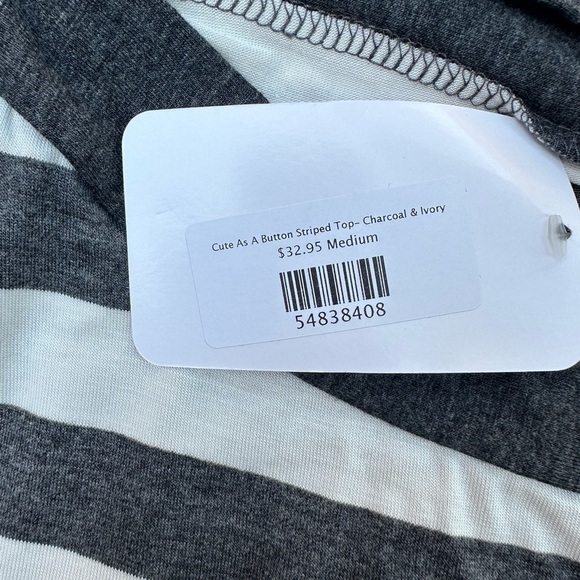 Cute As A Button Striped Top- Charcoal & Ivory
$32.95 Medium
54838408